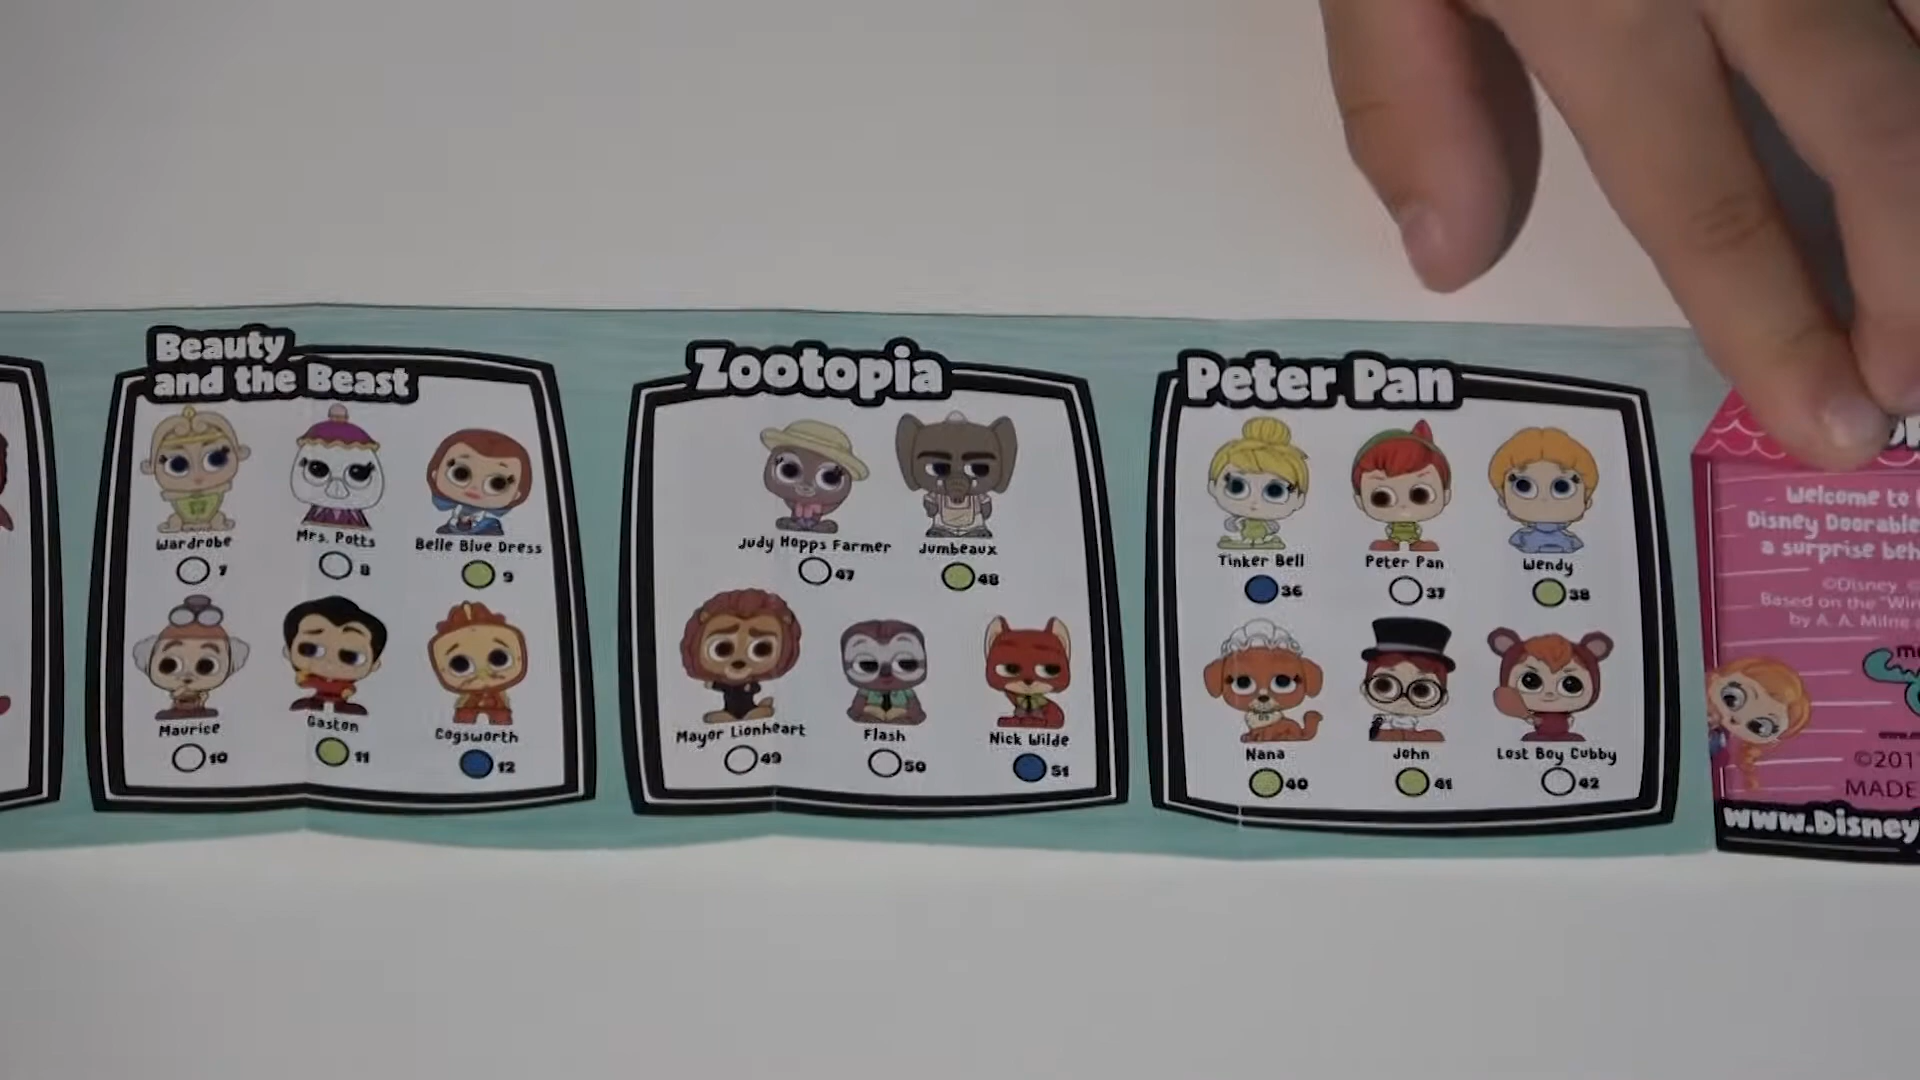 Beauty
and the Beast
Wardrobe
7
Mrs. Potts
8
Belle Blue Dress
9
Maurice
10
Gaston
11
Cogsworth
12
Zootopia
Judy Hopps Farmer
47
Jumbeaux
48
Mayor Lionheart
49
Flash
50
Nick Wilde
51
Peter Pan
Tinker Bell
36
Peter Pan
37
Wendy
38
Nana
40
John
41
Lost Boy Cubby
42
Welcome to
Disney Doorable
a surprise beh
©Disney ©
Based on the "Win
by A. A. Milne
©201
MADE
www.Disney